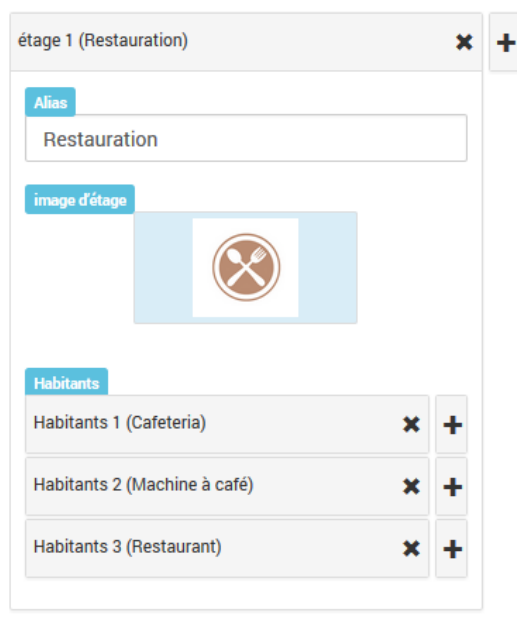 étage 1 (Restauration)
Alias
Restauration
image d'étage
Habitants
Habitants 1 (Cafeteria)
Habitants 2 (Machine à café)
Habitants 3 (Restaurant)